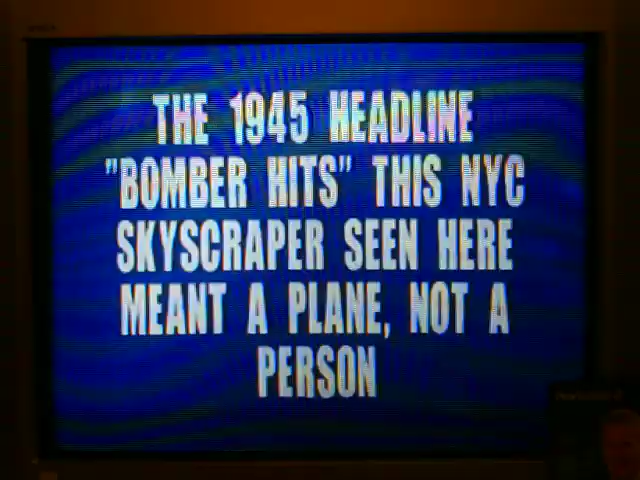 THE 1945 HEADLINE
"BOMBER HITS" THIS NYC
SKYSCRAPER SEEN HERE
MEANT A PLANE, NOT A
PERSON